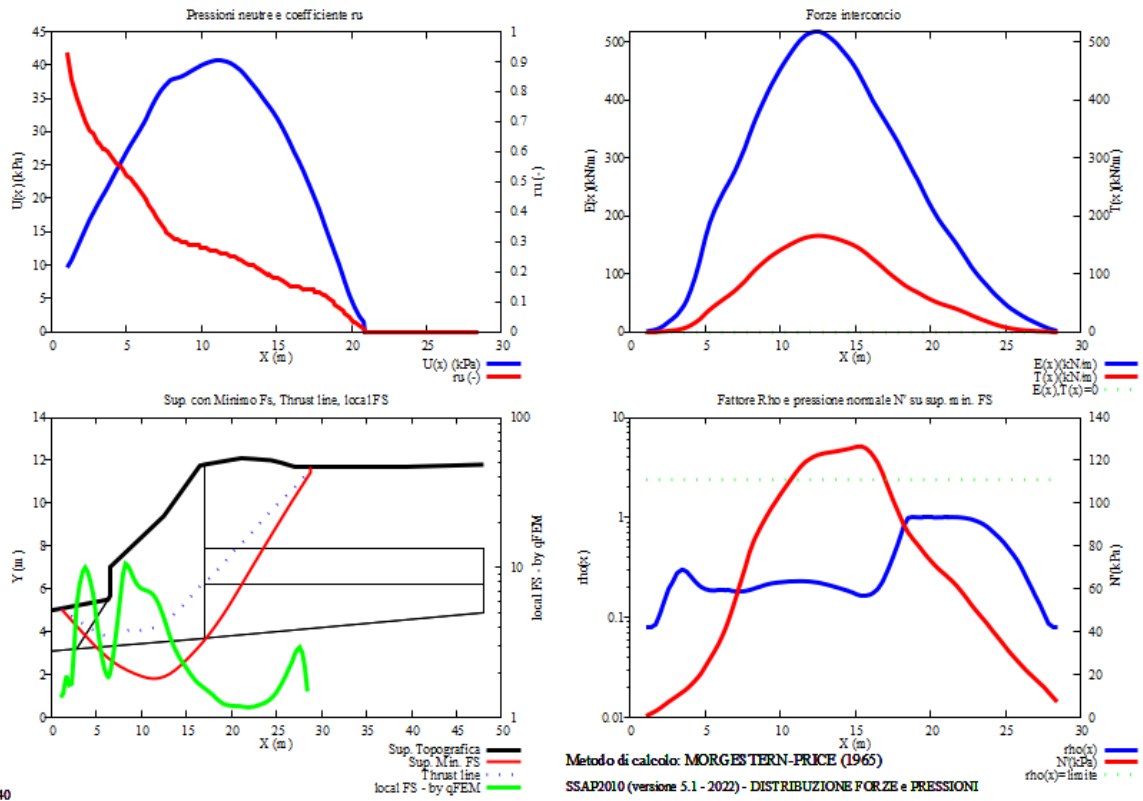 Pressioni neutre e coefficiente ru
45
40
35
30
25
20
15
10
5
0
U(x) (kPa)
1
0.9
0.8
0.7
0.6
0.5
0.4
0.3
0.2
0.1
0
ru (-)
0 5 10 15 20 25 30
X (m)
U(x) (kPa)
ru (-)
Forze interconcio
500
400
300
200
100
0
E(x)(kN/m)
500
400
300
200
100
0
T(x)(kN/m)
0 5 10 15 20 25 30
X (m)
E(x)(kN/m)
T(x)(kN/m)
E(x),T(x)=0
Sup. con Minimo Fs, Thrust line, local FS
14
12
10
8
6
4
2
0
Y (m)
100
10
1
local FS - by qFEM
0 5 10 15 20 25 30 35 40 45 50
X (m)
Sup. Topografica
Sup. Min. FS
Thrust line
local FS - by qFEM
Fattore Rho e pressione normale N' su sup. min. FS
10
1
0.1
0.01
rho(x)
140
120
100
80
60
40
20
0
N'(kPa)
0 5 10 15 20 25 30
X (m)
rho(x)
N'(kPa)
rho(x)=limite
Metodo di calcolo: MORGESTERN-PRICE (1965)
SSAP2010 (versione 5.1 - 2022) - DISTRIBUZIONE FORZE e PRESSIONI
40